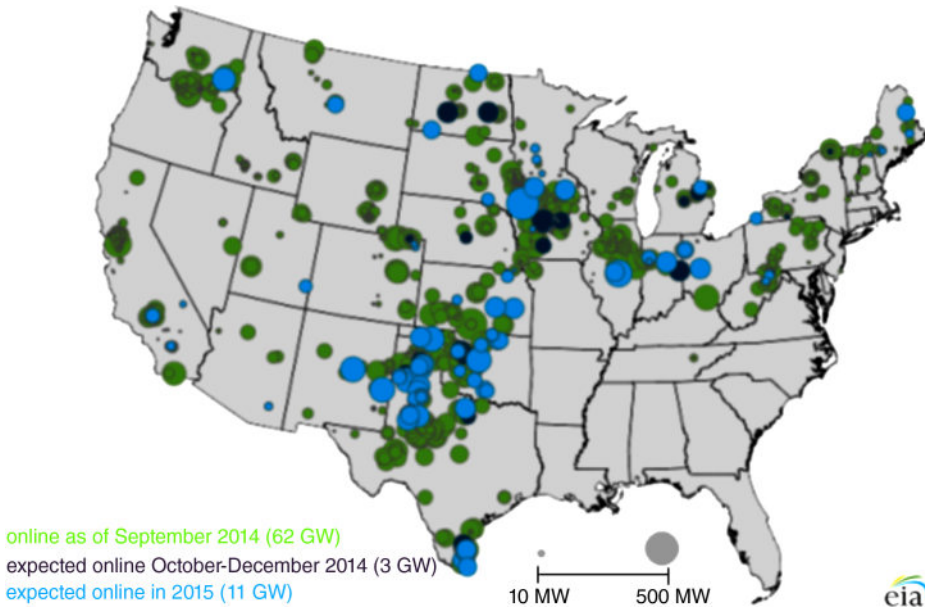 online as of September 2014 (62 GW)
expected online October-December 2014 (3 GW)
expected online in 2015 (11 GW)
10 MW
500 MW
eia